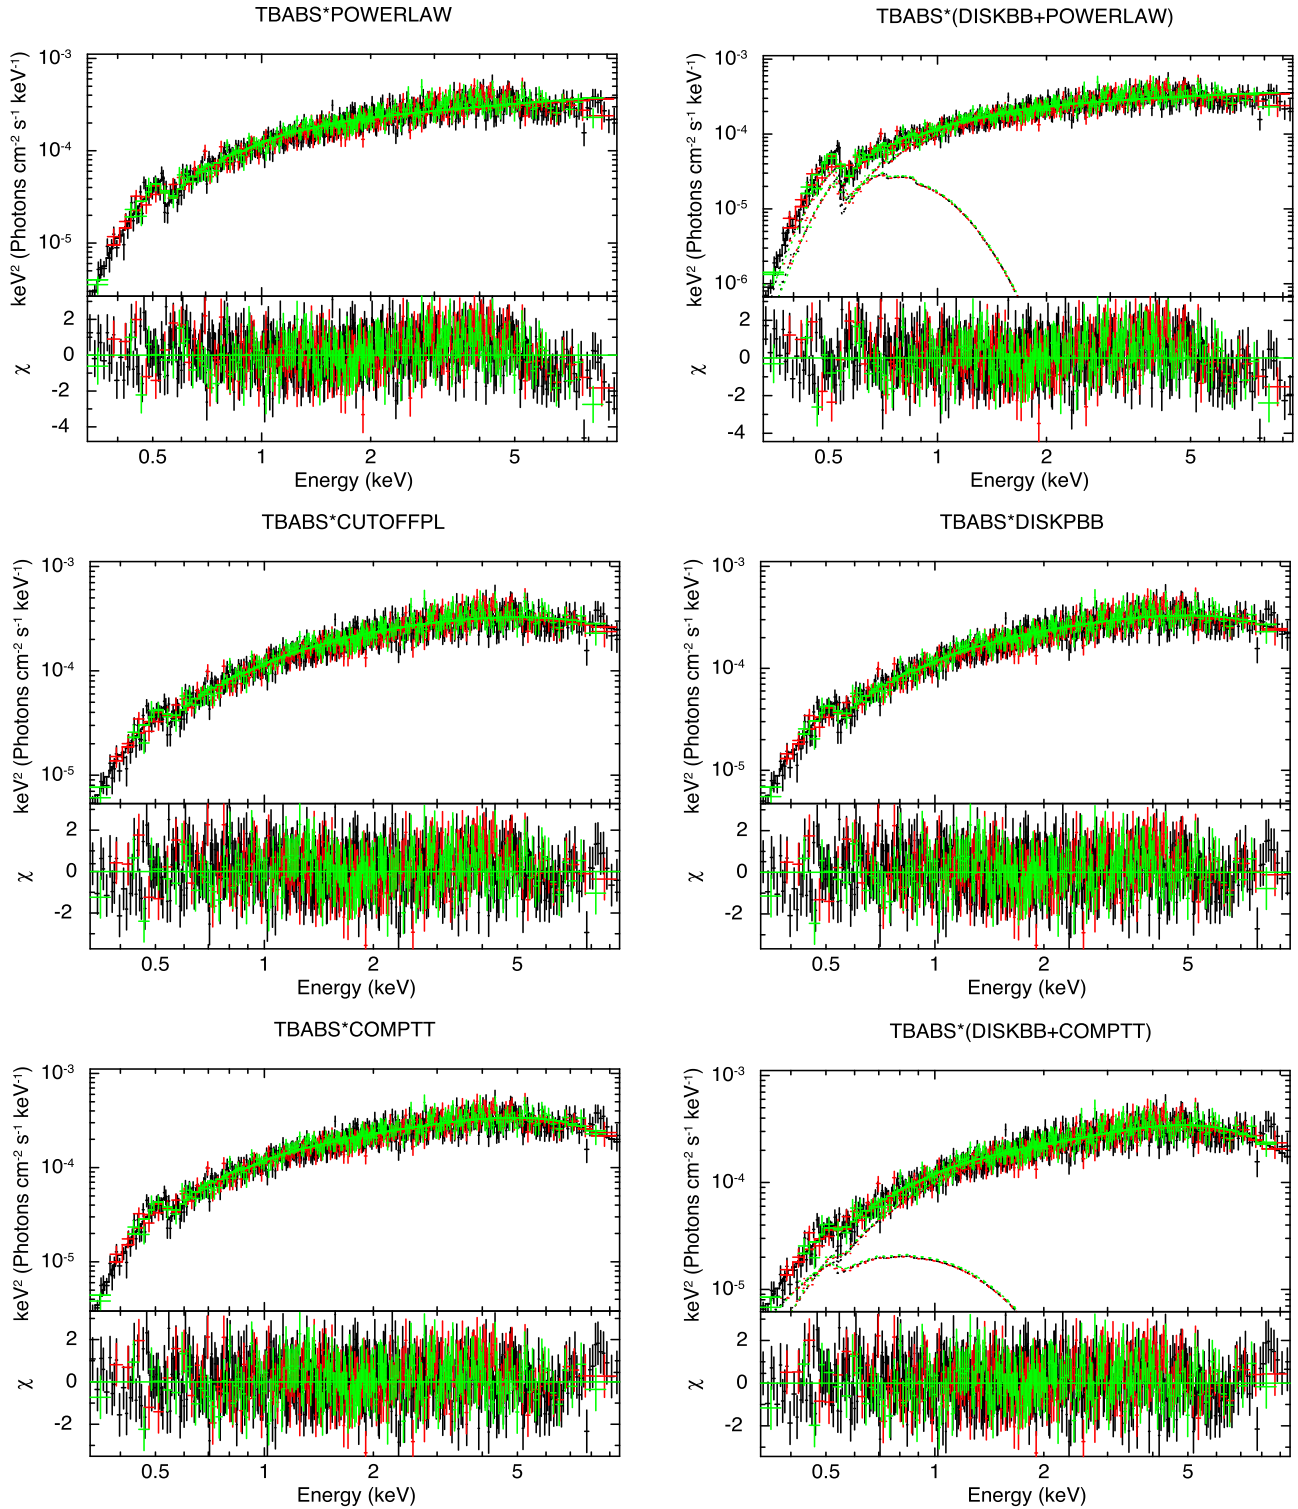 TBABS*POWERLAW
keV² (Photons cm⁻² s⁻¹ keV⁻¹)
10⁻³
10⁻⁴
10⁻⁵
χ
2
0
-2
-4
0.5 1 2 5
Energy (keV)
TBABS*(DISKBB+POWERLAW)
keV² (Photons cm⁻² s⁻¹ keV⁻¹)
10⁻³
10⁻⁴
10⁻⁵
10⁻⁶
χ
2
0
-2
-4
0.5 1 2 5
Energy (keV)
TBABS*CUTOFFPL
keV² (Photons cm⁻² s⁻¹ keV⁻¹)
10⁻³
10⁻⁴
10⁻⁵
χ
2
0
-2
0.5 1 2 5
Energy (keV)
TBABS*DISKPBB
keV² (Photons cm⁻² s⁻¹ keV⁻¹)
10⁻³
10⁻⁴
10⁻⁵
χ
2
0
-2
0.5 1 2 5
Energy (keV)
TBABS*COMPTT
keV² (Photons cm⁻² s⁻¹ keV⁻¹)
10⁻³
10⁻⁴
10⁻⁵
χ
2
0
-2
0.5 1 2 5
Energy (keV)
TBABS*(DISKBB+COMPTT)
keV² (Photons cm⁻² s⁻¹ keV⁻¹)
10⁻³
10⁻⁴
10⁻⁵
χ
2
0
-2
0.5 1 2 5
Energy (keV)